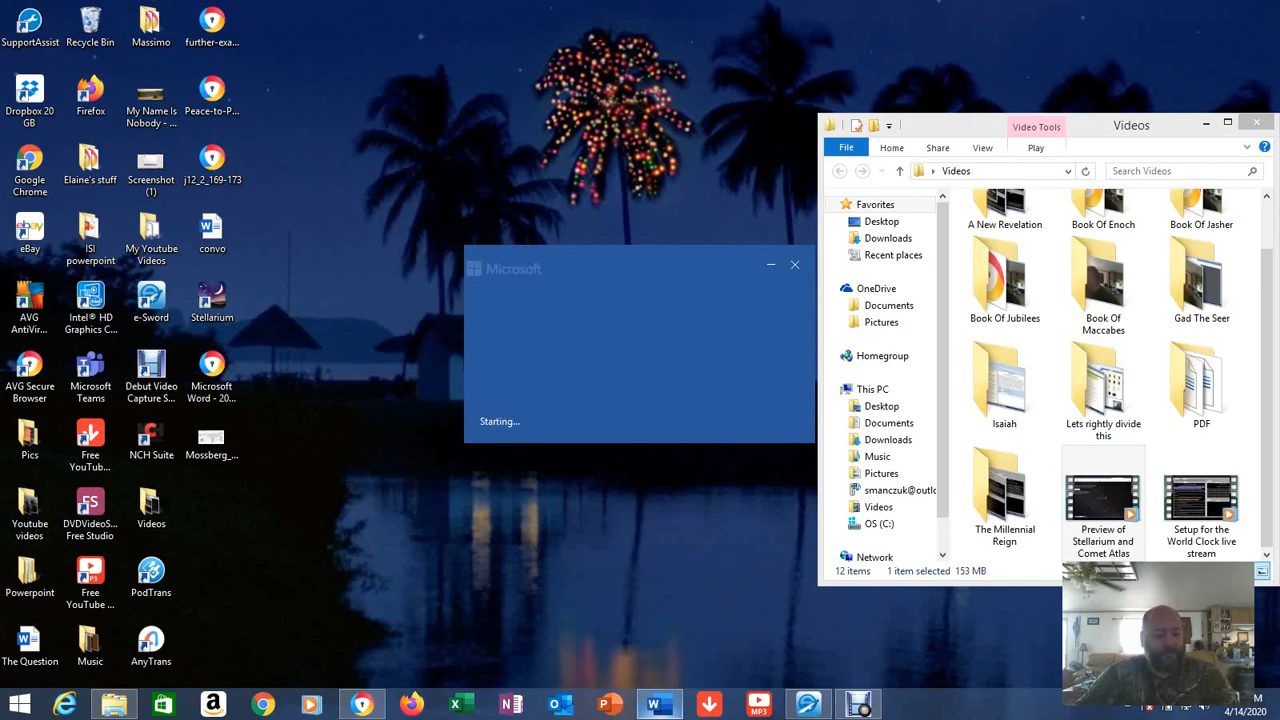 SupportAssist
Recycle Bin
Massimo
further-exa...
Dropbox 20
GB
Firefox
My Name Is
Nobody - ...
Peace-to-P...
Google
Chrome
Elaine's stuff
screenshot
(1)
j12_2_169-173
eBay
ISI
powerpoint
My Youtube
Videos
convo
AVG
AntiVir...
Intel® HD
Graphics C...
e-Sword
Stellarium
AVG Secure
Browser
Microsoft
Teams
Debut Video
Capture S...
Microsoft
Word - 20...
Pics
Free
YouTub...
NCH Suite
Mossberg_...
Youtube
videos
FS
DVDVideoS...
Free Studio
Videos
Powerpoint
MP3
Free
YouTube ...
PodTrans
The Question
Music
AnyTrans
Microsoft
Starting...
Video Tools
Videos
File
Home
Share
View
Play
Videos
Search Videos
Favorites
Desktop
Downloads
Recent places
OneDrive
Documents
Pictures
Homegroup
This PC
Desktop
Documents
Downloads
Music
Pictures
smanczuk@outlo
Videos
OS (C:)
Network
A New Revelation
Book Of Enoch
Book Of Jasher
Book Of Jubilees
Book Of
Maccabes
Gad The Seer
Isaiah
Lets rightly divide
this
PDF
The Millennial
Reign
Preview of
Stellarium and
Comet Atlas
Setup for the
World Clock live
stream
12 items
1 item selected 153 MB
MP3
M
4/14/2020